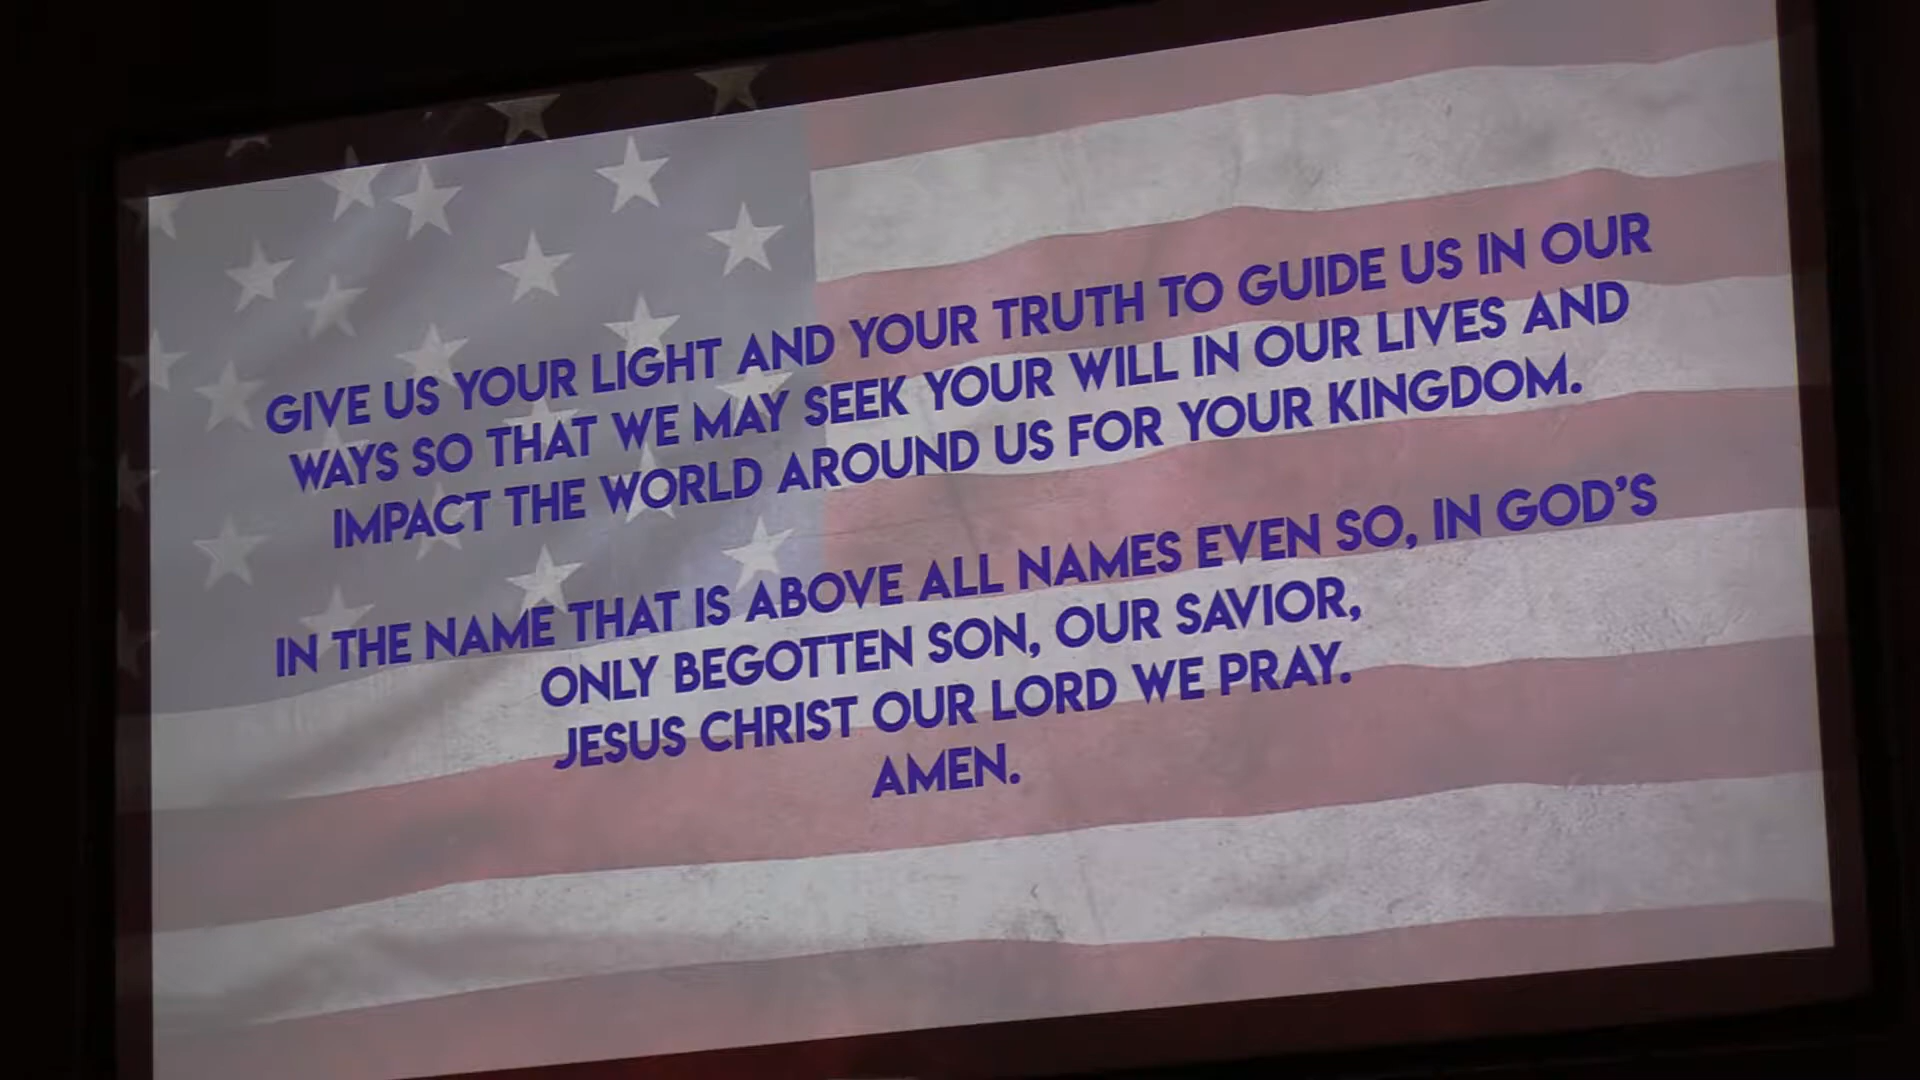 GIVE US YOUR LIGHT AND YOUR TRUTH TO GUIDE US IN OUR
WAYS SO THAT WE MAY SEEK YOUR WILL IN OUR LIVES AND
IMPACT THE WORLD AROUND US FOR YOUR KINGDOM.
IN THE NAME THAT IS ABOVE ALL NAMES EVEN SO, IN GOD'S
ONLY BEGOTTEN SON, OUR SAVIOR,
JESUS CHRIST OUR LORD WE PRAY.
AMEN.